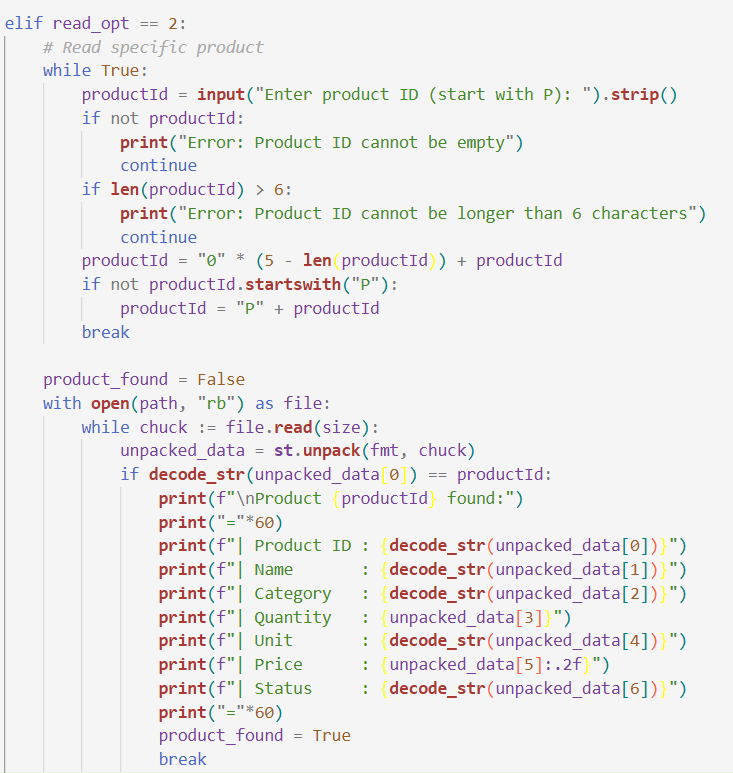 elif read_opt == 2:
    # Read specific product
    while True:
        productId = input("Enter product ID (start with P): ").strip()
        if not productId:
            print("Error: Product ID cannot be empty")
            continue
        if len(productId) > 6:
            print("Error: Product ID cannot be longer than 6 characters")
            continue
        productId = "0" * (5 - len(productId)) + productId
        if not productId.startswith("P"):
            productId = "P" + productId
        break

    product_found = False
    with open(path, "rb") as file:
        while chuck := file.read(size):
            unpacked_data = st.unpack(fmt, chuck)
            if decode_str(unpacked_data[0]) == productId:
                print(f"\nProduct {productId} found:")
                print("="*60)
                print(f"| Product ID : {decode_str(unpacked_data[0])}")
                print(f"| Name       : {decode_str(unpacked_data[1])}")
                print(f"| Category   : {decode_str(unpacked_data[2])}")
                print(f"| Quantity   : {unpacked_data[3]}")
                print(f"| Unit       : {decode_str(unpacked_data[4])}")
                print(f"| Price      : {unpacked_data[5]:.2f}")
                print(f"| Status     : {decode_str(unpacked_data[6])}")
                print("="*60)
                product_found = True
                break